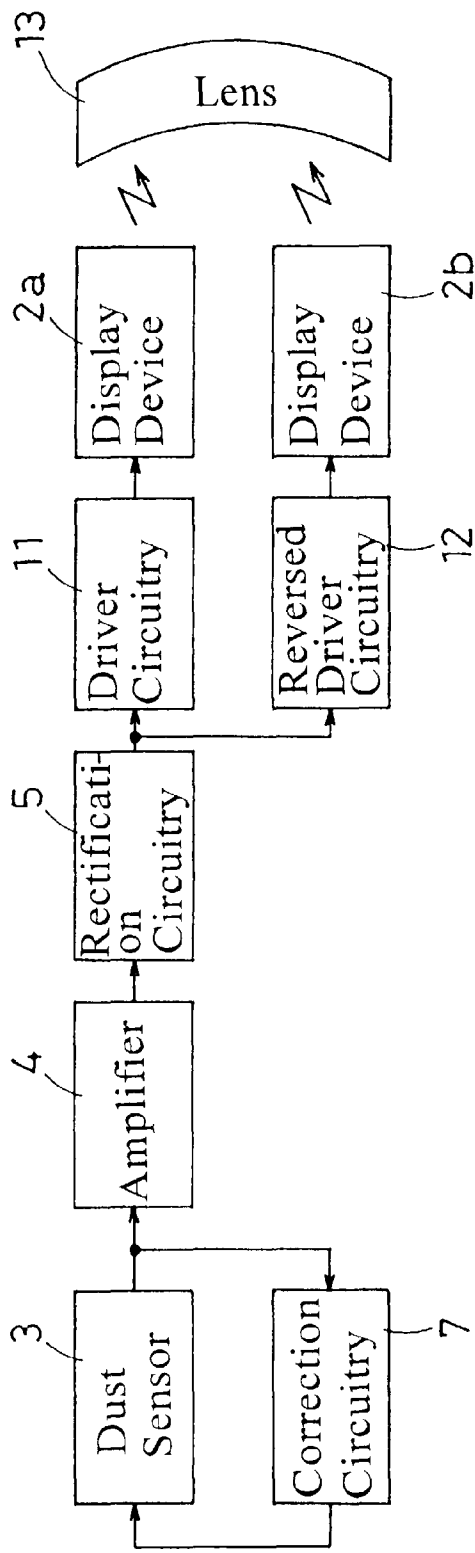 3
Dust
Sensor
4
Amplifier
5
Rectificati-
on
Circuitry
11
Driver
Circuitry
2a
Display
Device
13
Lens
Correction
Circuitry
7
Reversed
Driver
Circuitry
12
Display
Device
2b